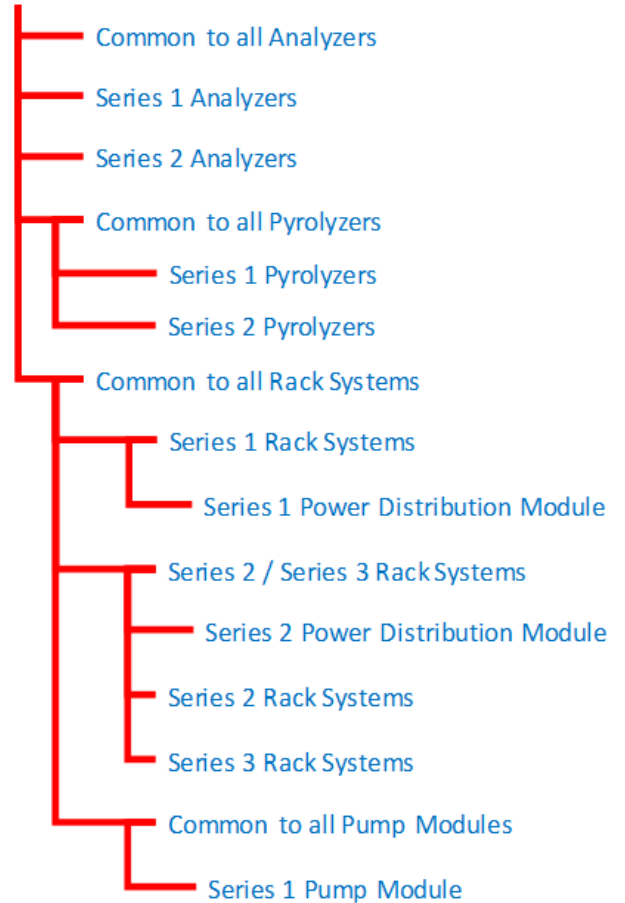 Common to all Analyzers
Series 1 Analyzers
Series 2 Analyzers
Common to all Pyrolyzers
Series 1 Pyrolyzers
Series 2 Pyrolyzers
Common to all Rack Systems
Series 1 Rack Systems
Series 1 Power Distribution Module
Series 2 / Series 3 Rack Systems
Series 2 Power Distribution Module
Series 2 Rack Systems
Series 3 Rack Systems
Common to all Pump Modules
Series 1 Pump Module